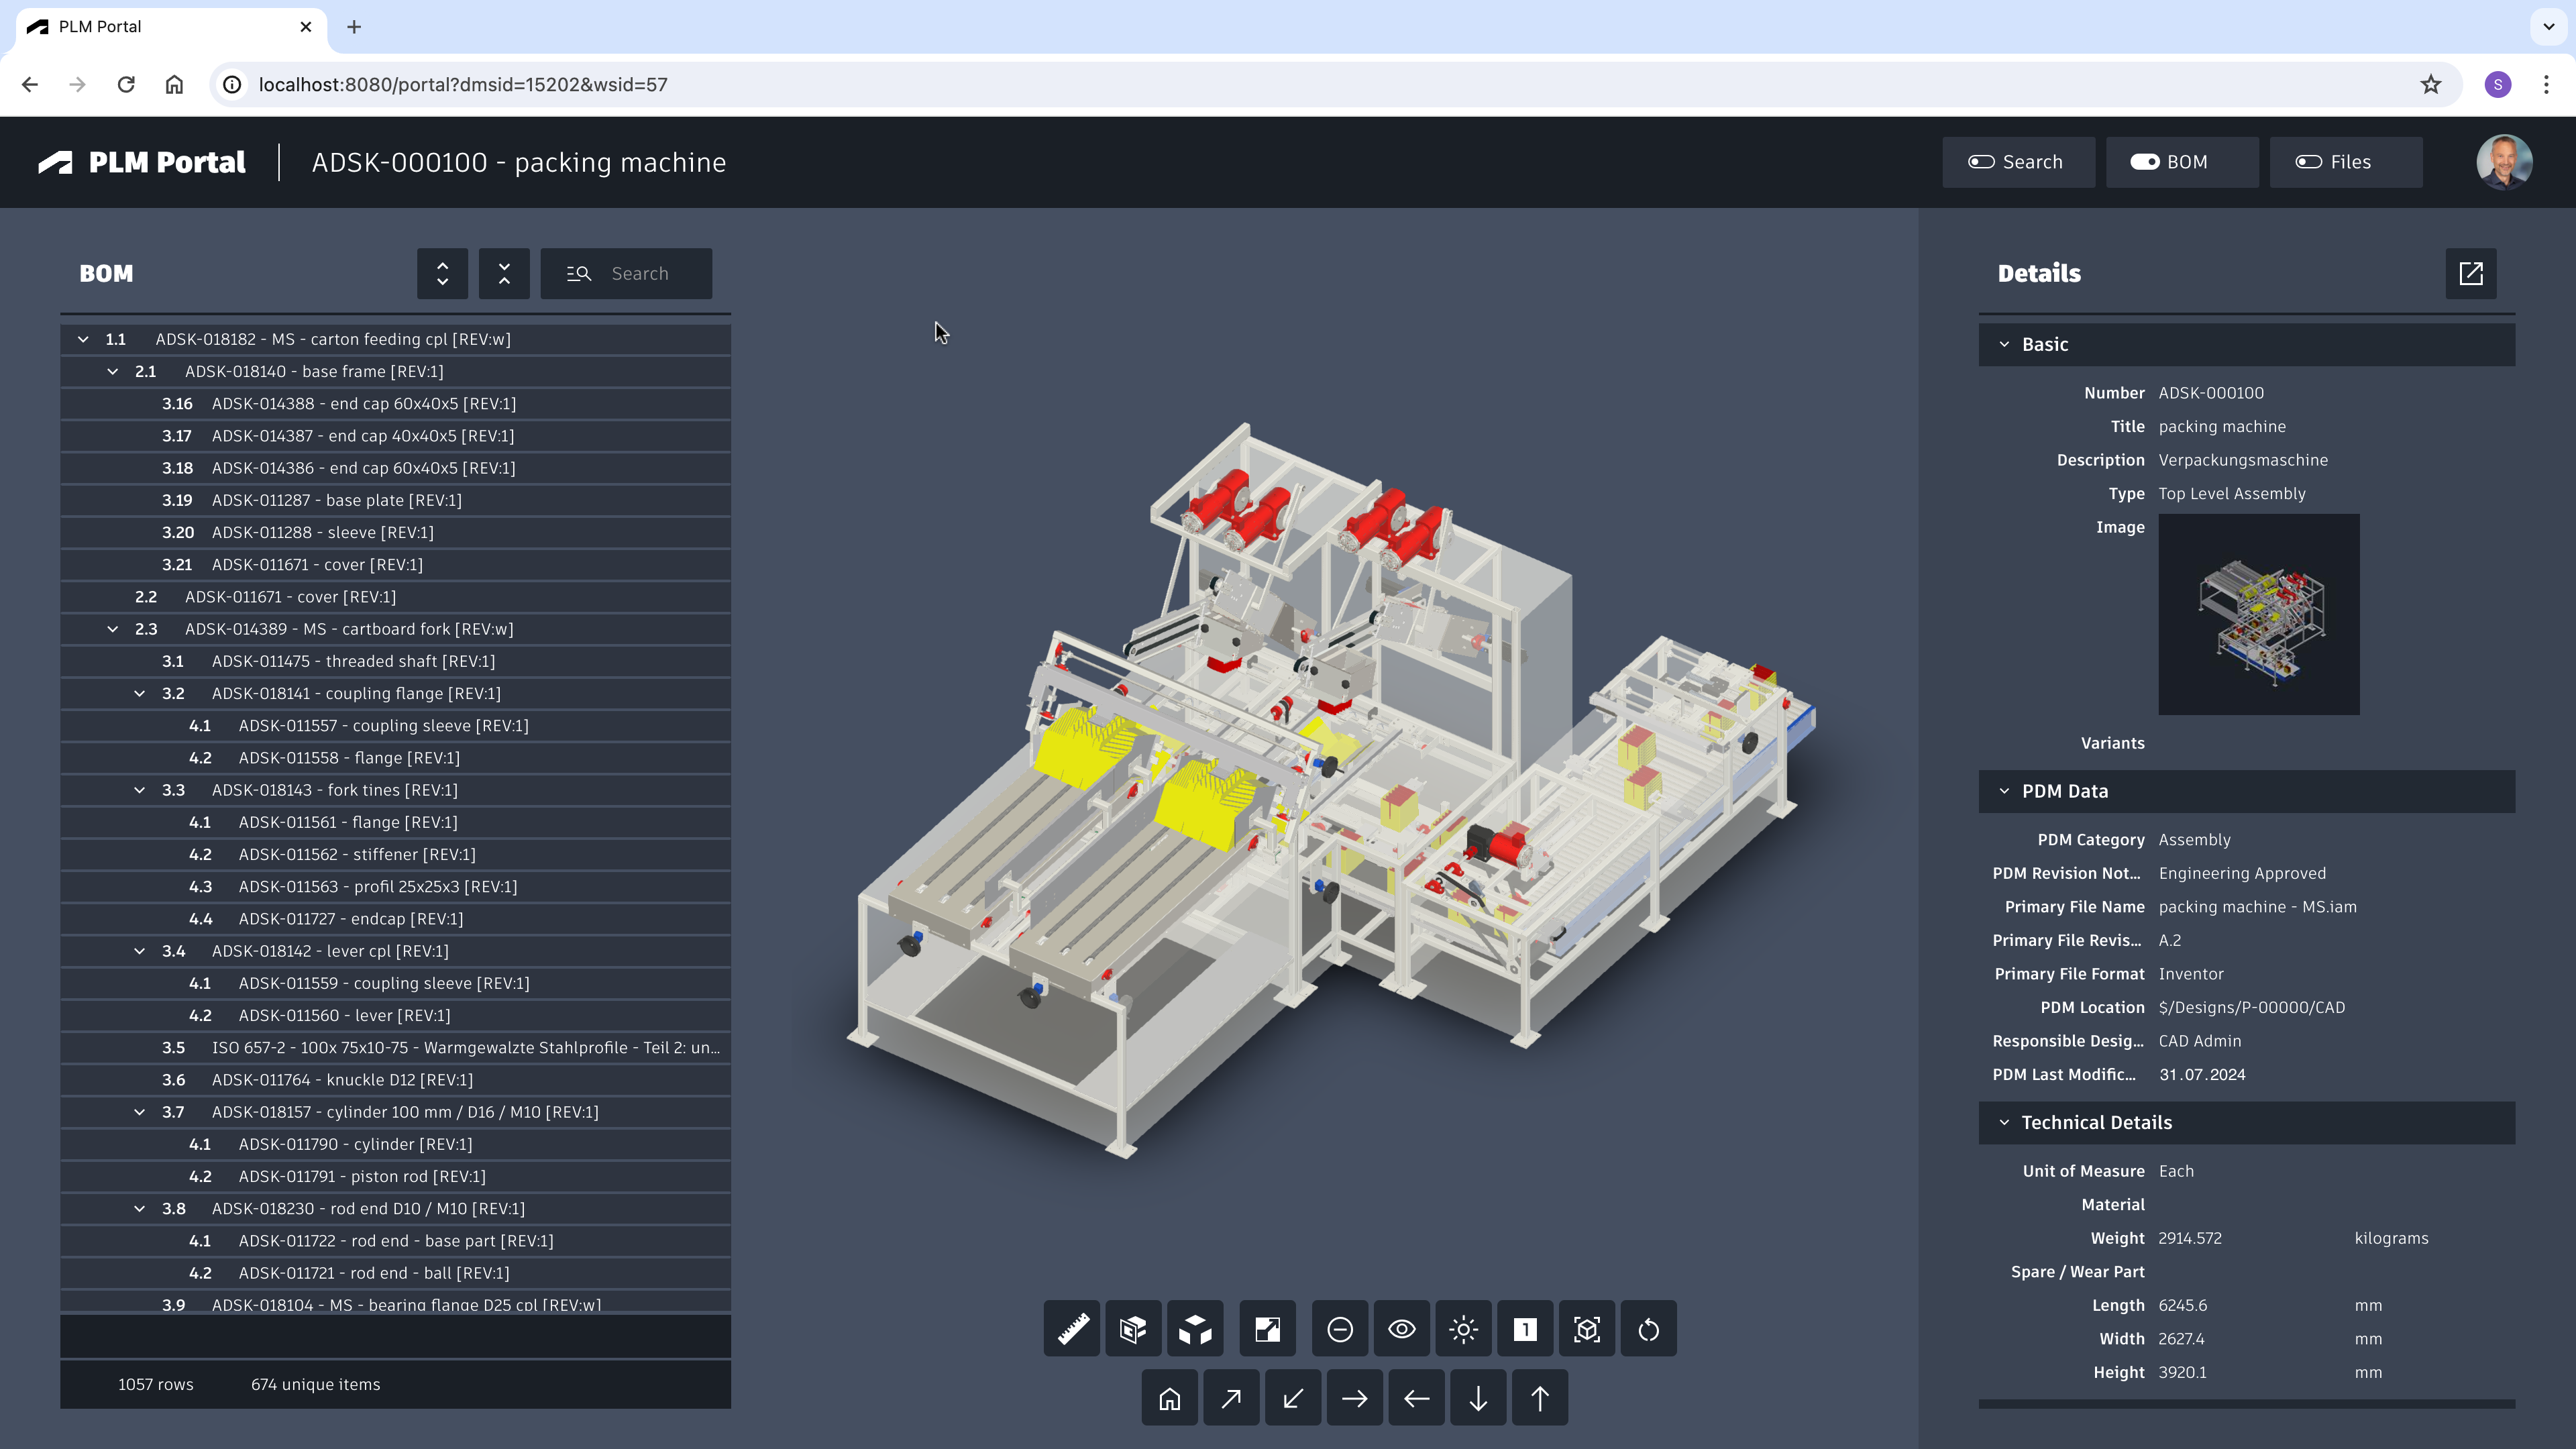 PLM Portal
localhost:8080/portal?dmsid=15202&wsid=57
S
PLM Portal
ADSK-000100 - packing machine
Search
BOM
Files
BOM
Search
1.1 ADSK-018182 - MS - carton feeding cpl [REV:w]
2.1 ADSK-018140 - base frame [REV:1]
3.16 ADSK-014388 - end cap 60x40x5 [REV:1]
3.17 ADSK-014387 - end cap 40x40x5 [REV:1]
3.18 ADSK-014386 - end cap 60x40x5 [REV:1]
3.19 ADSK-011287 - base plate [REV:1]
3.20 ADSK-011288 - sleeve [REV:1]
3.21 ADSK-011671 - cover [REV:1]
2.2 ADSK-011671 - cover [REV:1]
2.3 ADSK-014389 - MS - cartboard fork [REV:w]
3.1 ADSK-011475 - threaded shaft [REV:1]
3.2 ADSK-018141 - coupling flange [REV:1]
4.1 ADSK-011557 - coupling sleeve [REV:1]
4.2 ADSK-011558 - flange [REV:1]
3.3 ADSK-018143 - fork tines [REV:1]
4.1 ADSK-011561 - flange [REV:1]
4.2 ADSK-011562 - stiffener [REV:1]
4.3 ADSK-011563 - profil 25x25x3 [REV:1]
4.4 ADSK-011727 - endcap [REV:1]
3.4 ADSK-018142 - lever cpl [REV:1]
4.1 ADSK-011559 - coupling sleeve [REV:1]
4.2 ADSK-011560 - lever [REV:1]
3.5 ISO 657-2 - 100x 75x10-75 - Warmgewalzte Stahlprofile - Teil 2: un...
3.6 ADSK-011764 - knuckle D12 [REV:1]
3.7 ADSK-018157 - cylinder 100 mm / D16 / M10 [REV:1]
4.1 ADSK-011790 - cylinder [REV:1]
4.2 ADSK-011791 - piston rod [REV:1]
3.8 ADSK-018230 - rod end D10 / M10 [REV:1]
4.1 ADSK-011722 - rod end - base part [REV:1]
4.2 ADSK-011721 - rod end - ball [REV:1]
3.9 ADSK-018104 - MS - bearing flange D25 cpl [REV:w]
1057 rows
674 unique items
1
Details
Basic
Number ADSK-000100
Title packing machine
Description Verpackungsmaschine
Type Top Level Assembly
Image
Variants
PDM Data
PDM Category Assembly
PDM Revision Not... Engineering Approved
Primary File Name packing machine - MS.iam
Primary File Revis... A.2
Primary File Format Inventor
PDM Location $/Designs/P-00000/CAD
Responsible Desig... CAD Admin
PDM Last Modific... 31.07.2024
Technical Details
Unit of Measure Each
Material
Weight 2914.572 kilograms
Spare / Wear Part
Length 6245.6 mm
Width 2627.4 mm
Height 3920.1 mm